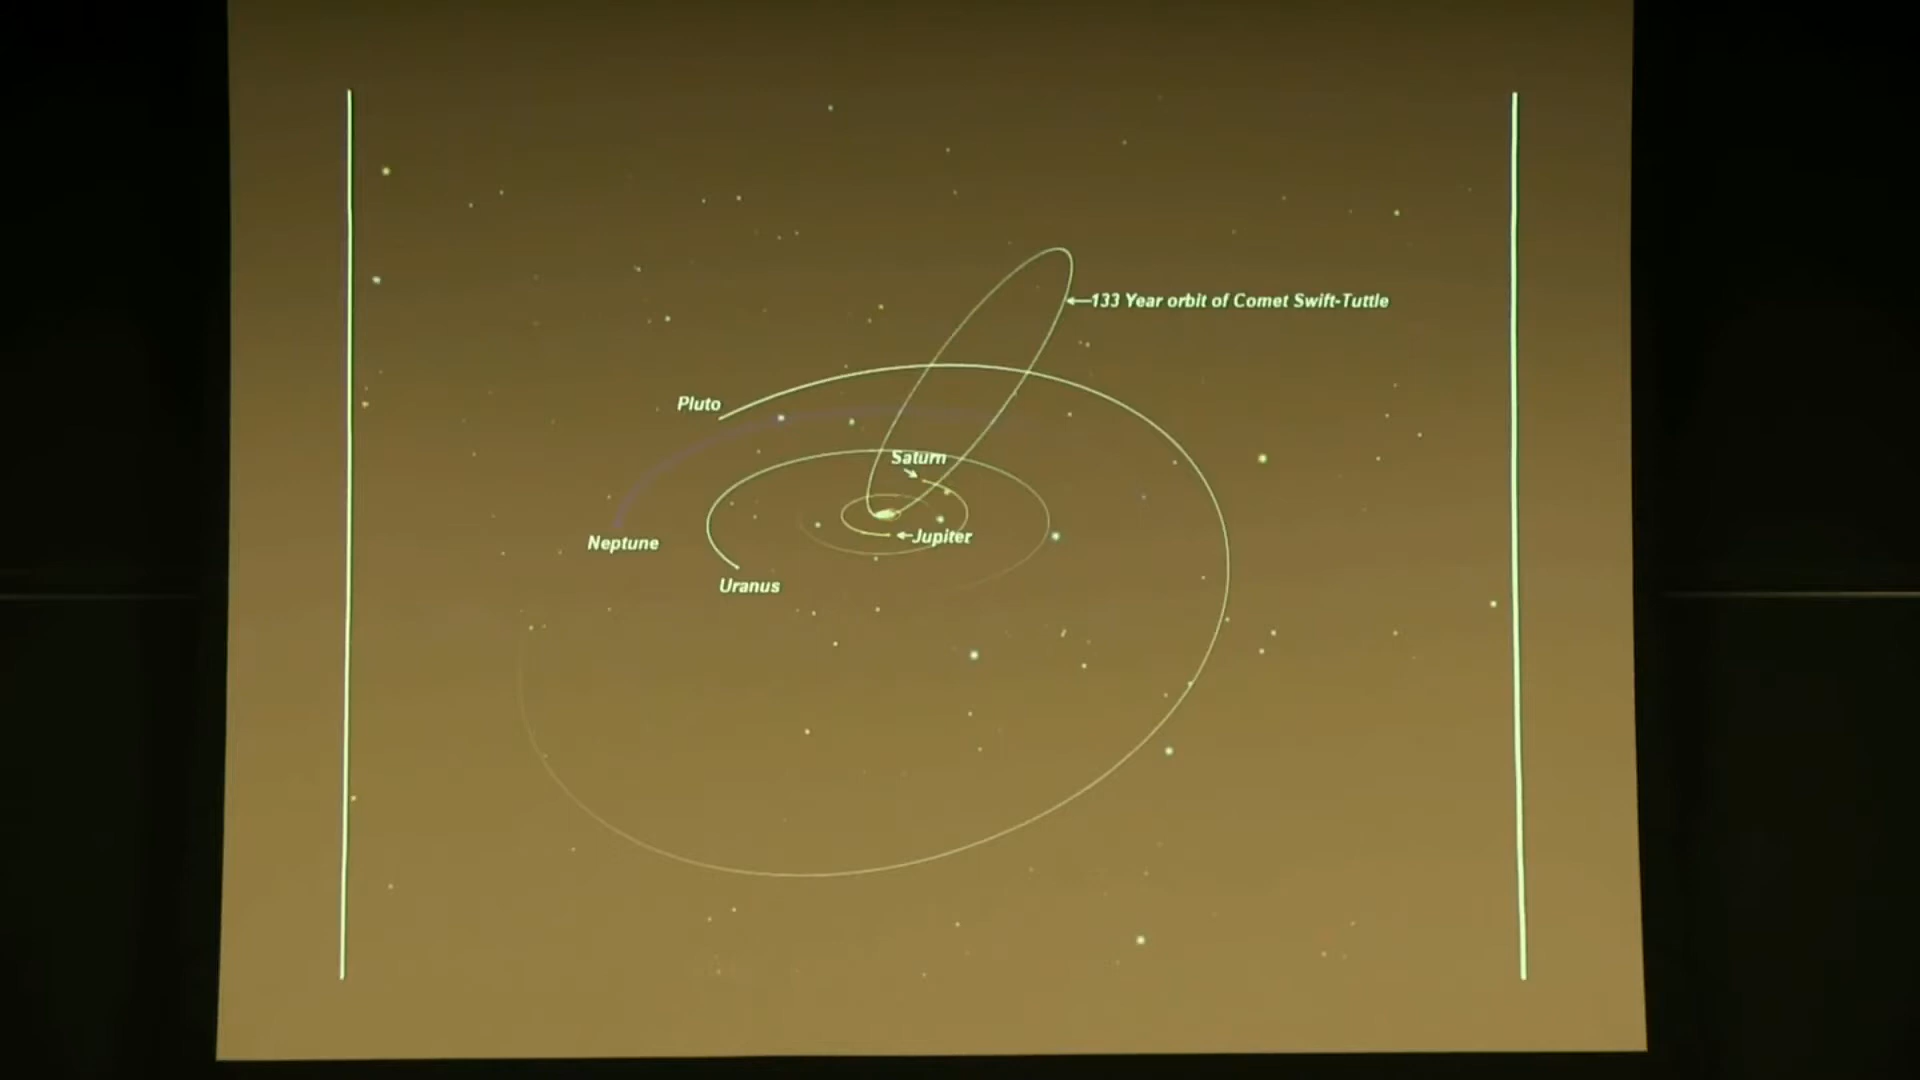 133 Year orbit of Comet Swift-Tuttle
Pluto
Saturn
Neptune
Jupiter
Uranus